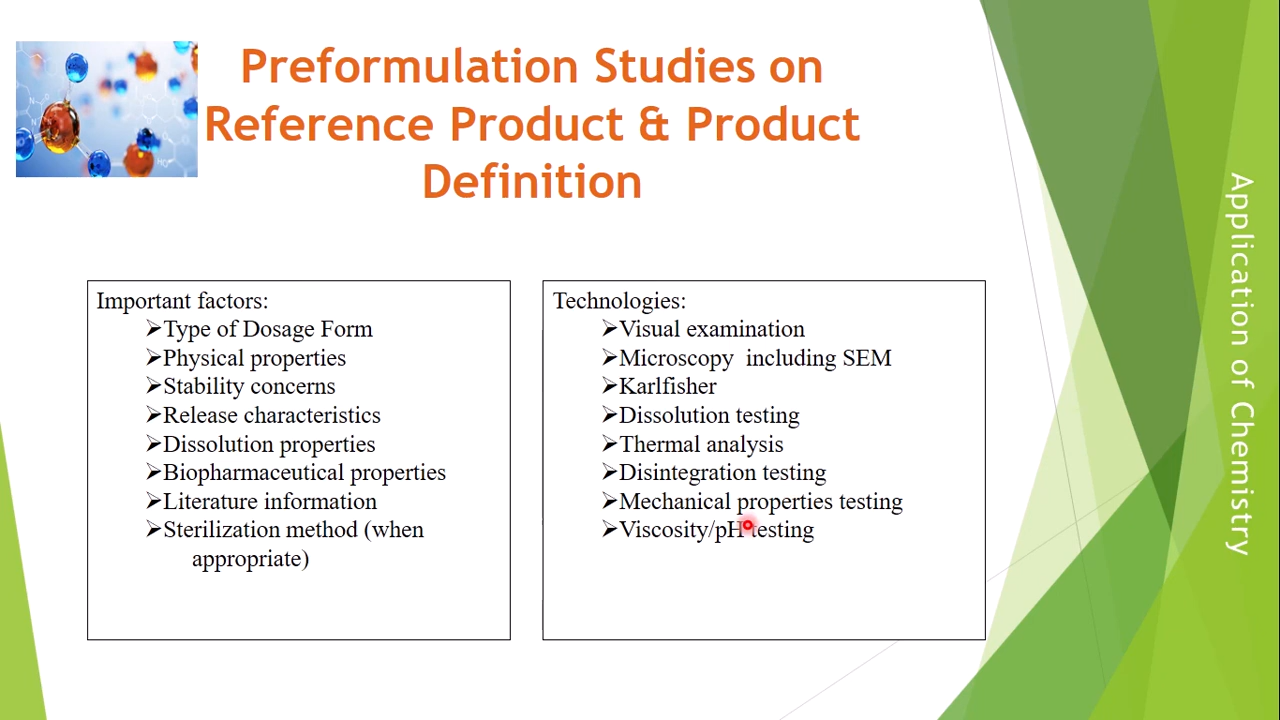 Preformulation Studies on
Reference Product & Product
Definition
Important factors:
➢Type of Dosage Form
➢Physical properties
➢Stability concerns
➢Release characteristics
➢Dissolution properties
➢Biopharmaceutical properties
➢Literature information
➢Sterilization method (when
appropriate)
Technologies:
➢Visual examination
➢Microscopy including SEM
➢Karlfisher
➢Dissolution testing
➢Thermal analysis
➢Disintegration testing
➢Mechanical properties testing
➢Viscosity/pH testing
Application of Chemistry